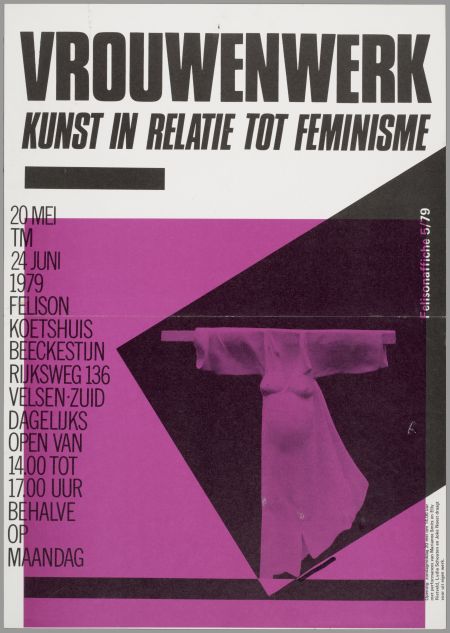 VROUWENWERK
KUNST IN RELATIE TOT FEMINISME
20 MEI
TM
24 JUNI
1979
FELISON
KOETSHUIS
BEECKESTIJN
RIJKSWEG 136
VELSEN-ZUID
DAGELIJKS
OPEN VAN
14.00 TOT
17.00 UUR
BEHALVE
OP
MAANDAG
Felisonaffiche 5/79